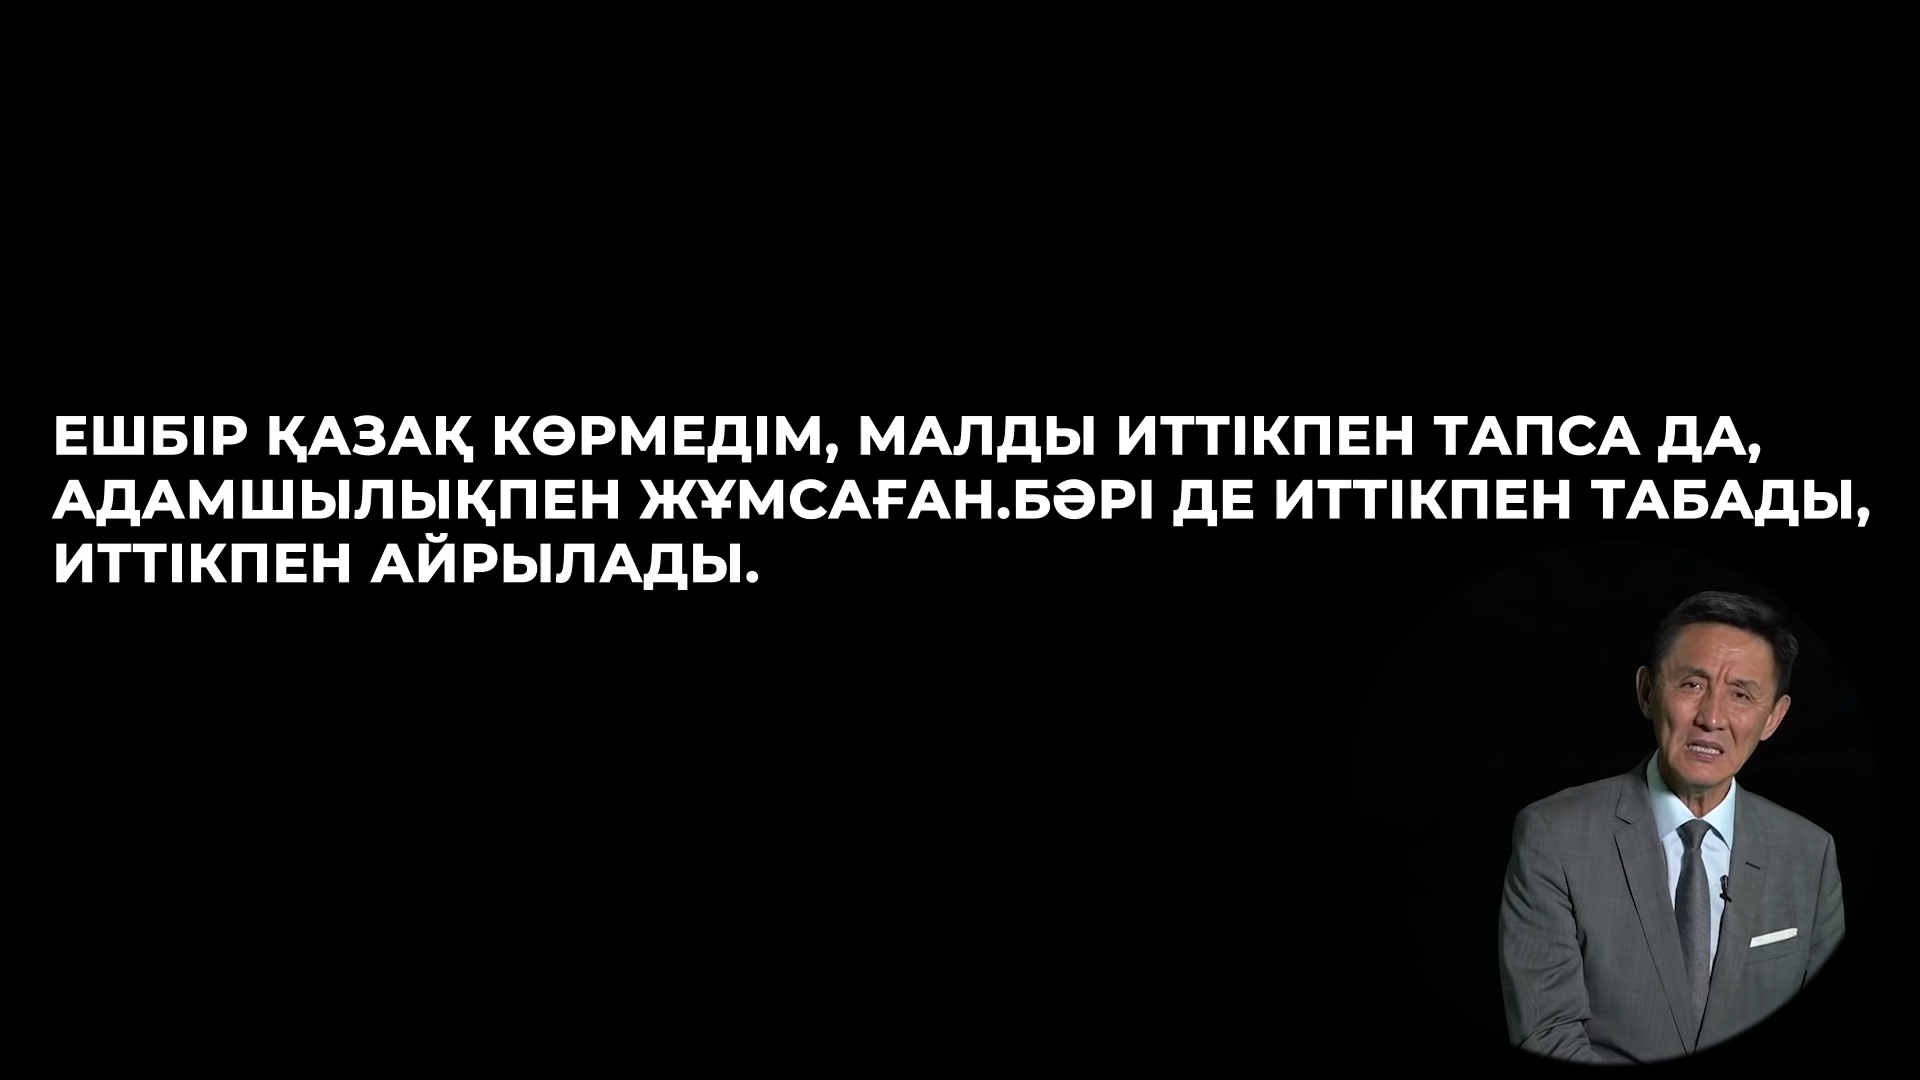 ЕШБІР ҚАЗАҚ КӨРМЕДІМ, МАЛДЫ ИТТІКПЕН ТАПСА ДА,
АДАМШЫЛЫҚПЕН ЖҰМСАҒАН.БӘРІ ДЕ ИТТІКПЕН ТАБАДЫ,
ИТТІКПЕН АЙРЫЛАДЫ.